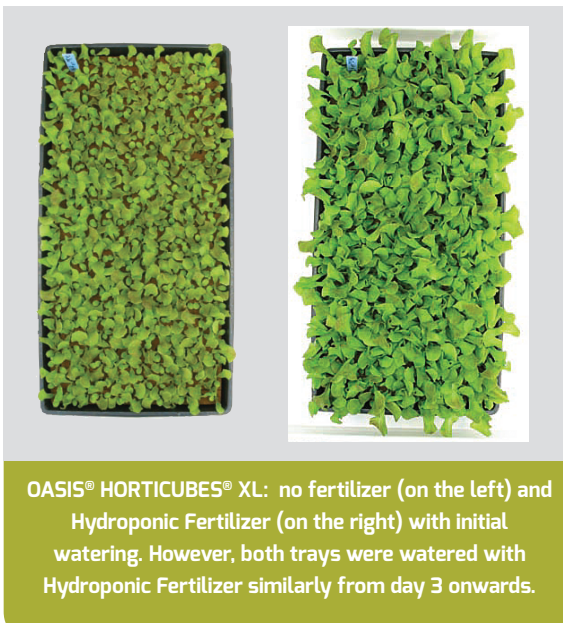 OASIS® HORTICUBES® XL: no fertilizer (on the left) and
Hydroponic Fertilizer (on the right) with initial
watering. However, both trays were watered with
Hydroponic Fertilizer similarly from day 3 onwards.